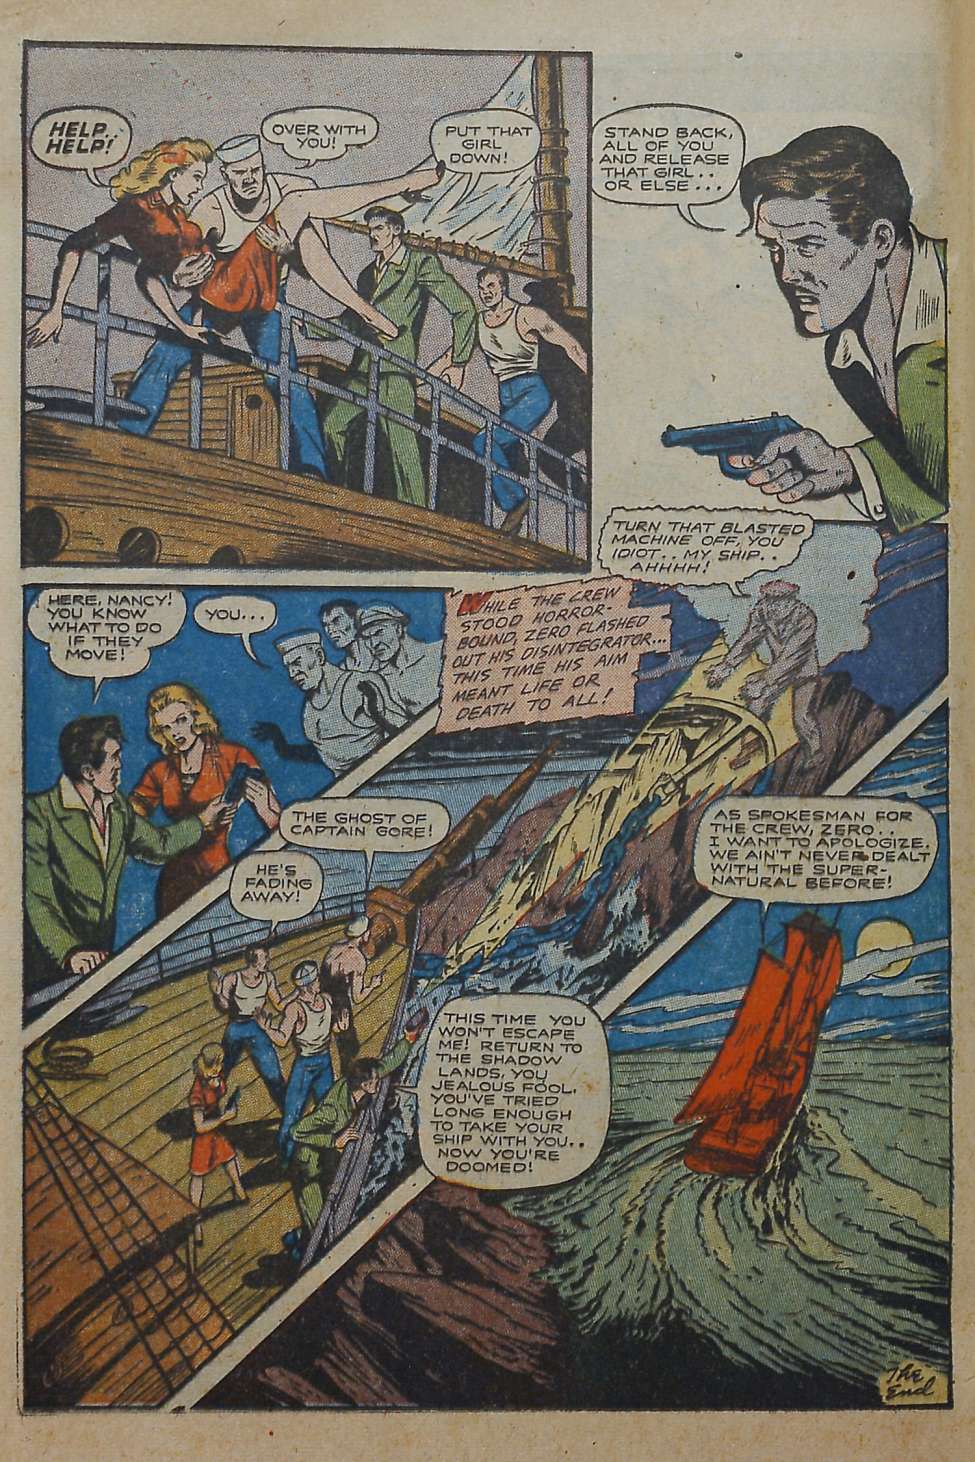 HELP..
HELP!
OVER WITH
YOU!
PUT THAT
GIRL
DOWN!
STAND BACK,
ALL OF YOU
AND RELEASE
THAT GIRL..
OR ELSE...
HERE, NANCY!
YOU KNOW
WHAT TO DO
IF THEY
MOVE!
YOU...
WHILE THE CREW
STOOD HORROR-
BOUND, ZERO FLASHED
OUT HIS DISINTEGRATOR...
THIS TIME HIS AIM
MEANT LIFE OR
DEATH TO ALL!
TURN THAT BLASTED
MACHINE OFF, YOU
IDIOT.. MY SHIP..
AHHHH!
THE GHOST OF
CAPTAIN GORE!
HE'S
FADING
AWAY!
THIS TIME YOU
WON'T ESCAPE
ME! RETURN TO
THE SHADOW
LANDS, YOU
JEALOUS FOOL.
YOU'VE TRIED
LONG ENOUGH
TO TAKE YOUR
SHIP WITH YOU..
NOW YOU'RE
DOOMED!
AS SPOKESMAN FOR
THE CREW, ZERO..
I WANT TO APOLOGIZE.
WE AIN'T NEVER DEALT
WITH THE SUPER-
NATURAL BEFORE!
The
End